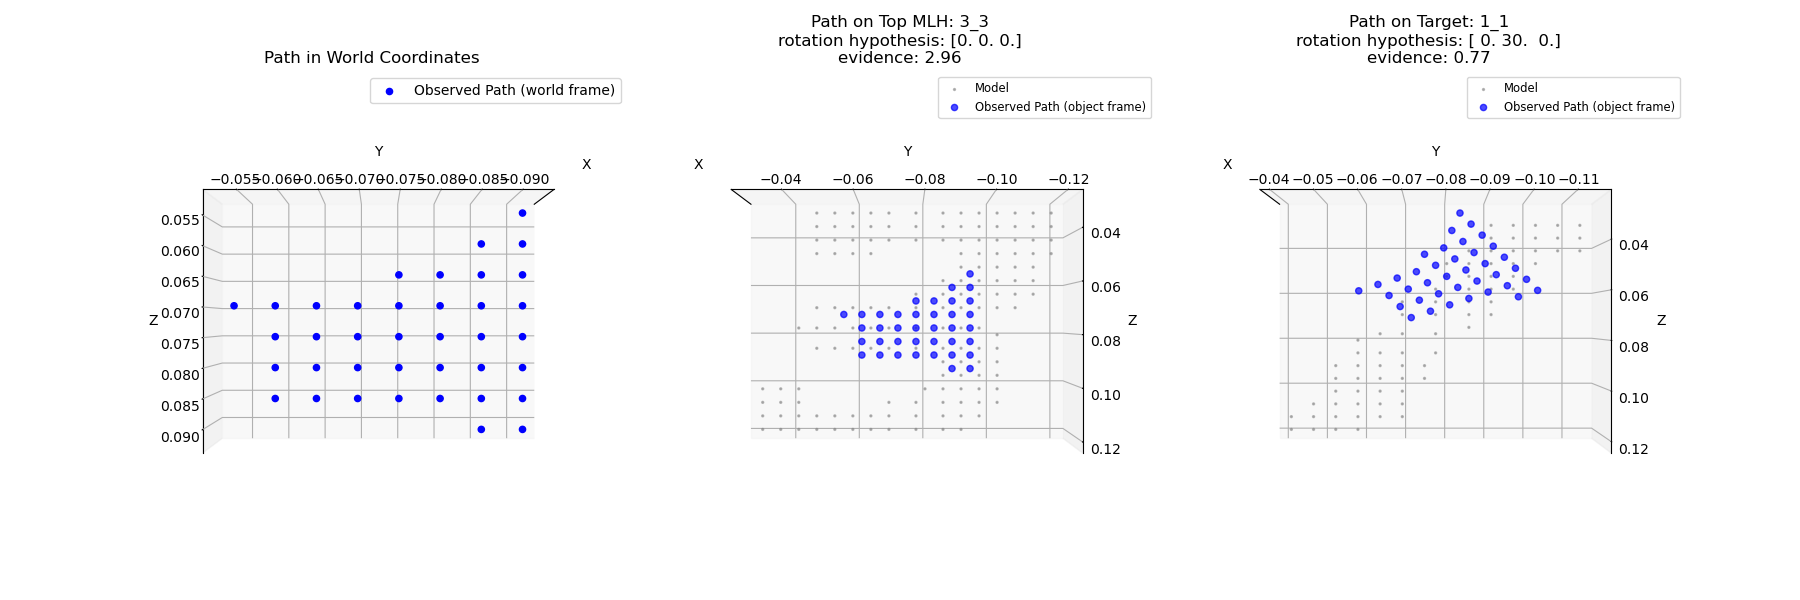 Path in World Coordinates
Observed Path (world frame)
Y
X
−0.055 −0.060 −0.065 −0.070 −0.075 −0.080 −0.085 −0.090
0.055
0.060
0.065
0.070
Z
0.075
0.080
0.085
0.090
Path on Top MLH: 3_3
rotation hypothesis: [0. 0. 0.]
evidence: 2.96
Model
Observed Path (object frame)
Y
X
−0.04 −0.06 −0.08 −0.10 −0.12
0.04
0.06
Z
0.08
0.10
0.12
Path on Target: 1_1
rotation hypothesis: [ 0. 30.  0.]
evidence: 0.77
Model
Observed Path (object frame)
Y
X
−0.04 −0.05 −0.06 −0.07 −0.08 −0.09 −0.10 −0.11
0.04
0.06
Z
0.08
0.10
0.12